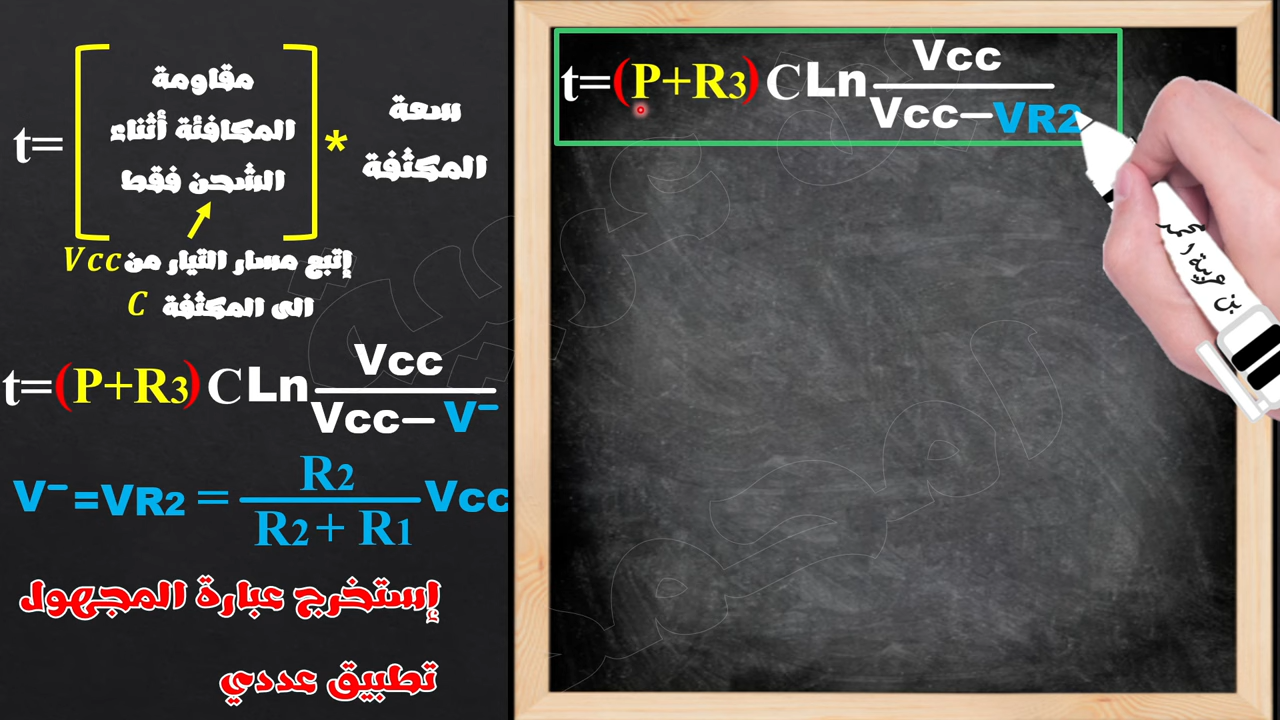 مقاومة
المكافئة أثناء
الشحن فقط
t= [ ] *
سعة
المكثفة
إتبع مسار التيار من Vcc
الى المكثفة C
t=(P+R3) CLn Vcc / Vcc− V⁻
V⁻ =VR2 = R2 / R2 + R1 Vcc
إستخرج عبارة المجهول
تطبيق عددي
t=(P+R3) CLn Vcc / Vcc−VR2